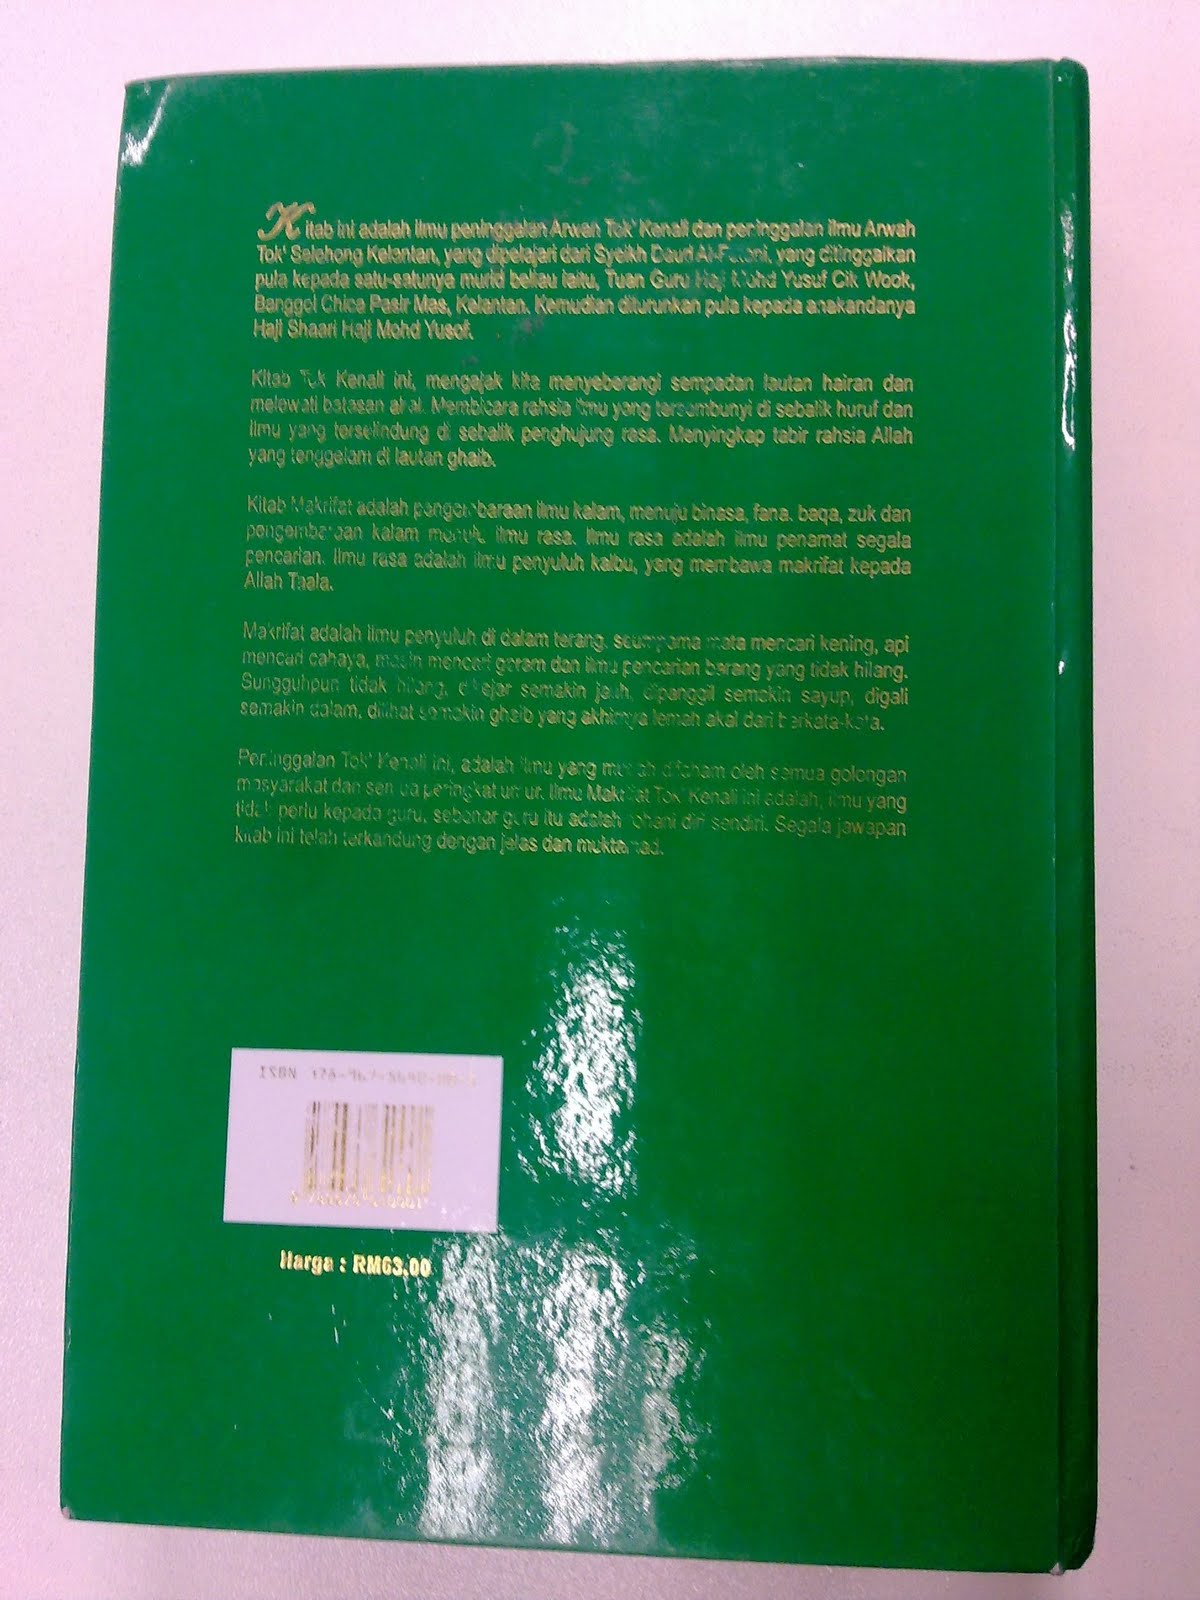 Kitab ini adalah ilmu peninggalan Arwah Tok' Kenali dan peninggalan ilmu Arwah
Tok' Selehong Kelantan, yang dipelajari dari Syeikh Daud Al-Fatani, yang ditinggalkan
pula kepada satu-satunya murid beliau iaitu, Tuan Guru Haji Mohd Yusuf Cik Wook,
Banggol Chica Pasir Mas, Kelantan. Kemudian diturunkan pula kepada anakandanya
Haji Shaari Haji Mohd Yusof.
Kitab Tok Kenali ini, mengajak kita menyeberangi sempadan lautan hairan dan
melewati batasan akal. Membicara rahsia ilmu yang tersembunyi di sebalik huruf dan
ilmu yang terselindung di sebalik penghujung rasa. Menyingkap tabir rahsia Allah
yang tenggelam di lautan ghaib.
Kitab Makrifat adalah pengembaraan ilmu kalam, menuju binasa, fana, baqa, zuk dan
pengembaraan kalam menuju ilmu rasa. Ilmu rasa adalah ilmu penamat segala
pencarian. Ilmu rasa adalah ilmu penyuluh kalbu, yang membawa makrifat kepada
Allah Taala.
Makrifat adalah ilmu penyuluh di dalam terang, seumpama mata mencari kening, api
mencari cahaya, masin mencari garam dan ilmu pencarian barang yang tidak hilang.
Sungguhpun tidak hilang, dikejar semakin jauh, dipanggil semakin sayup, digali
semakin dalam, dilihat semakin ghaib yang akhirnya lemah akal dari berkata-kata.
Peninggalan Tok' Kenali ini, adalah ilmu yang mudah difaham oleh semua golongan
masyarakat dan semua peringkat umur. Ilmu Makrifat Tok' Kenali ini adalah, ilmu yang
tidak perlu kepada guru, sebenar guru itu adalah rohani diri sendiri. Segala jawapan
kitab ini telah terkandung dengan jelas dan muktamad.
ISBN
Harga : RM63.00